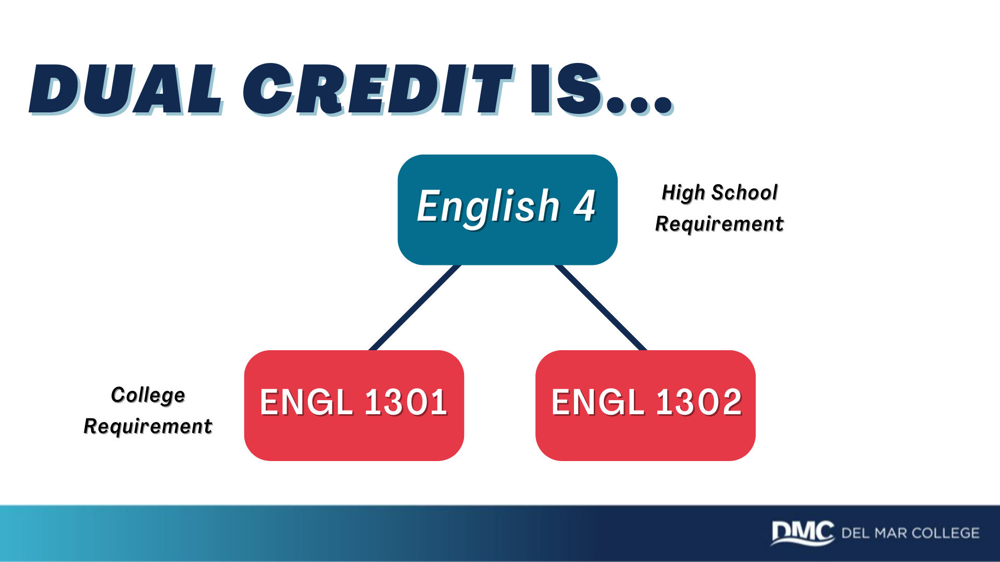 DUAL CREDIT IS...
English 4
High School
Requirement
College
Requirement
ENGL 1301
ENGL 1302
DMC DEL MAR COLLEGE